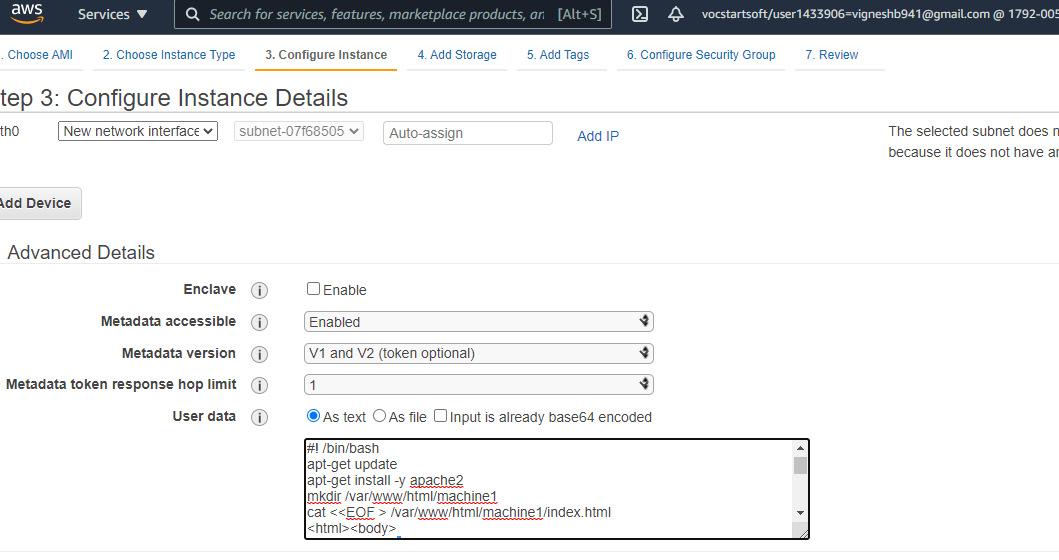 aws
Services ▼
Search for services, features, marketplace products, an [Alt+S]
vocstartsoft/user1433906=vigneshb941@gmail.com @ 1792-005
. Choose AMI
2. Choose Instance Type
3. Configure Instance
4. Add Storage
5. Add Tags
6. Configure Security Group
7. Review
tep 3: Configure Instance Details
th0
New network interface
subnet-07f68505
Auto-assign
Add IP
The selected subnet does n
because it does not have an
Add Device
Advanced Details
Enclave
Enable
Metadata accessible
Enabled
Metadata version
V1 and V2 (token optional)
Metadata token response hop limit
1
User data
As text As file Input is already base64 encoded
#! /bin/bash
apt-get update
apt-get install -y apache2
mkdir /var/www/html/machine1
cat <<EOF > /var/www/html/machine1/index.html
<html><body>